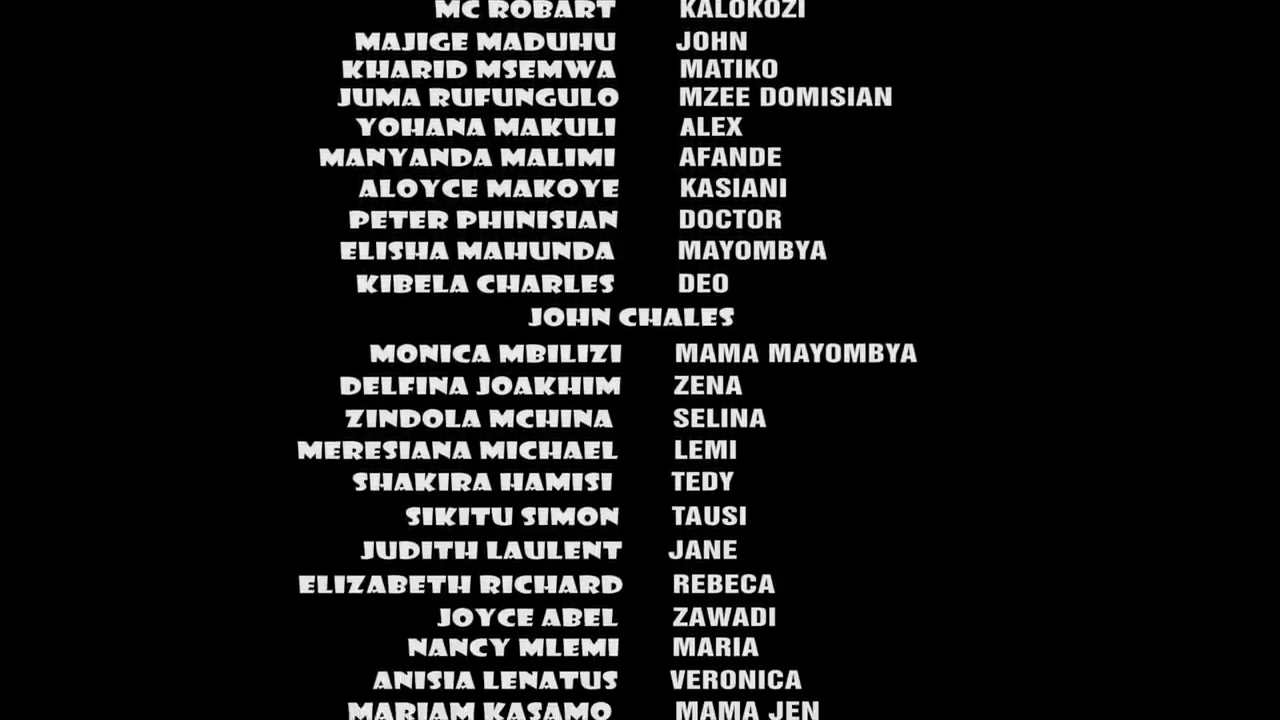 MC ROBART KALOKOZI
MAJIGE MADUHU JOHN
KHARID MSEMWA MATIKO
JUMA RUFUNGULO MZEE DOMISIAN
YOHANA MAKULI ALEX
MANYANDA MALIMI AFANDE
ALOYCE MAKOYE KASIANI
PETER PHINISIAN DOCTOR
ELISHA MAHUNDA MAYOMBYA
KIBELA CHARLES DEO
JOHN CHALES
MONICA MBILIZI MAMA MAYOMBYA
DELFINA JOAKHIM ZENA
ZINDOLA MCHINA SELINA
MERESIANA MICHAEL LEMI
SHAKIRA HAMISI TEDY
SIKITU SIMON TAUSI
JUDITH LAULENT JANE
ELIZABETH RICHARD REBECA
JOYCE ABEL ZAWADI
NANCY MLEMI MARIA
ANISIA LENATUS VERONICA
MARIAM KASAMO MAMA JEN